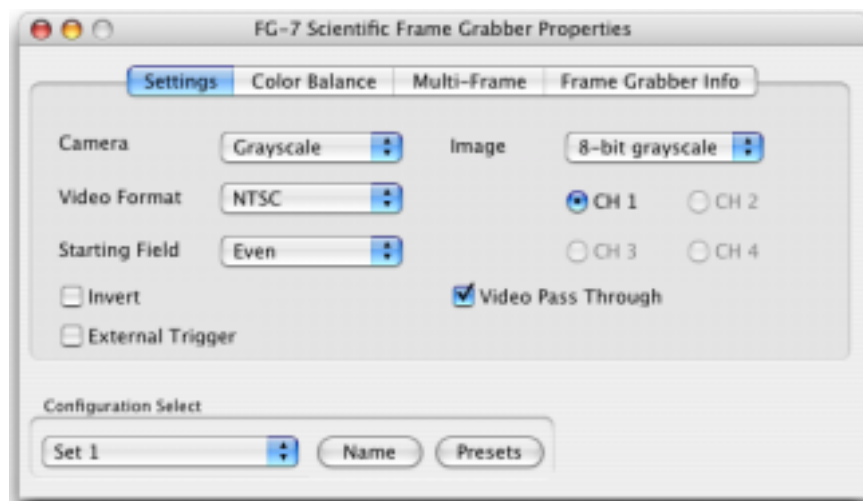 FG-7 Scientific Frame Grabber Properties
Settings Color Balance Multi-Frame Frame Grabber Info
Camera Grayscale Image 8-bit grayscale
Video Format NTSC CH 1 CH 2
Starting Field Even CH 3 CH 4
Invert Video Pass Through
External Trigger
Configuration Select
Set 1 Name Presets